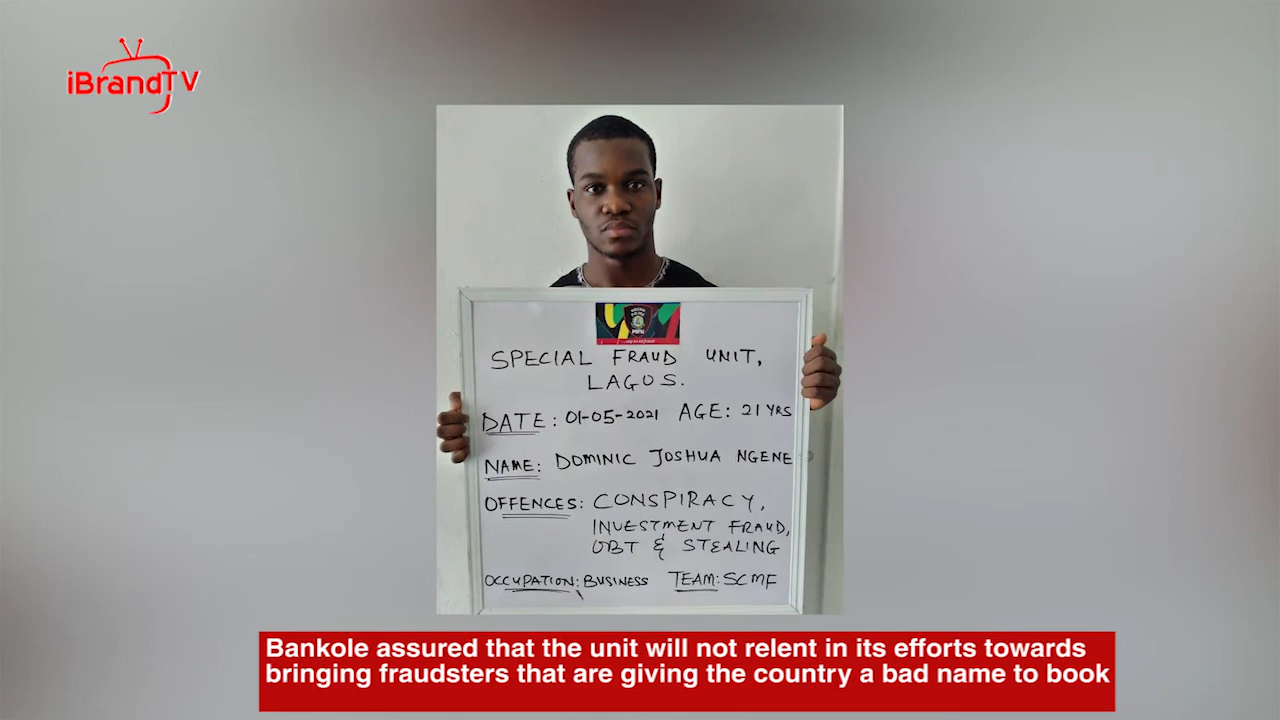 iBrandTV
SPECIAL FRAUD UNIT,
LAGOS.
DATE: 01-05-2021 AGE: 21 YRS
NAME: DOMINIC JOSHUA NGENE
OFFENCES: CONSPIRACY,
INVESTMENT FRAUD,
OBT & STEALING
OCCUPATION: BUSINESS TEAM: SCMF
Bankole assured that the unit will not relent in its efforts towards
bringing fraudsters that are giving the country a bad name to book